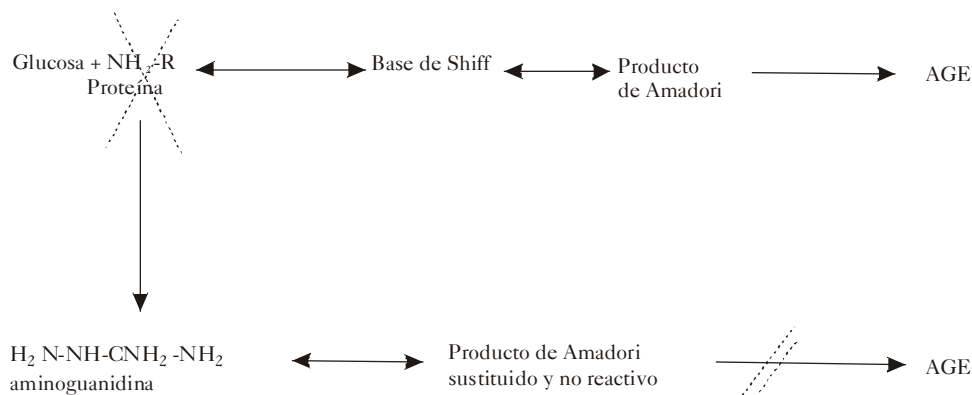 Glucosa + NH₂-R
Proteína
Base de Shiff
Producto
de Amadori
AGE
H₂ N-NH-CNH₂ -NH₂
aminoguanidina
Producto de Amadori
sustituido y no reactivo
AGE